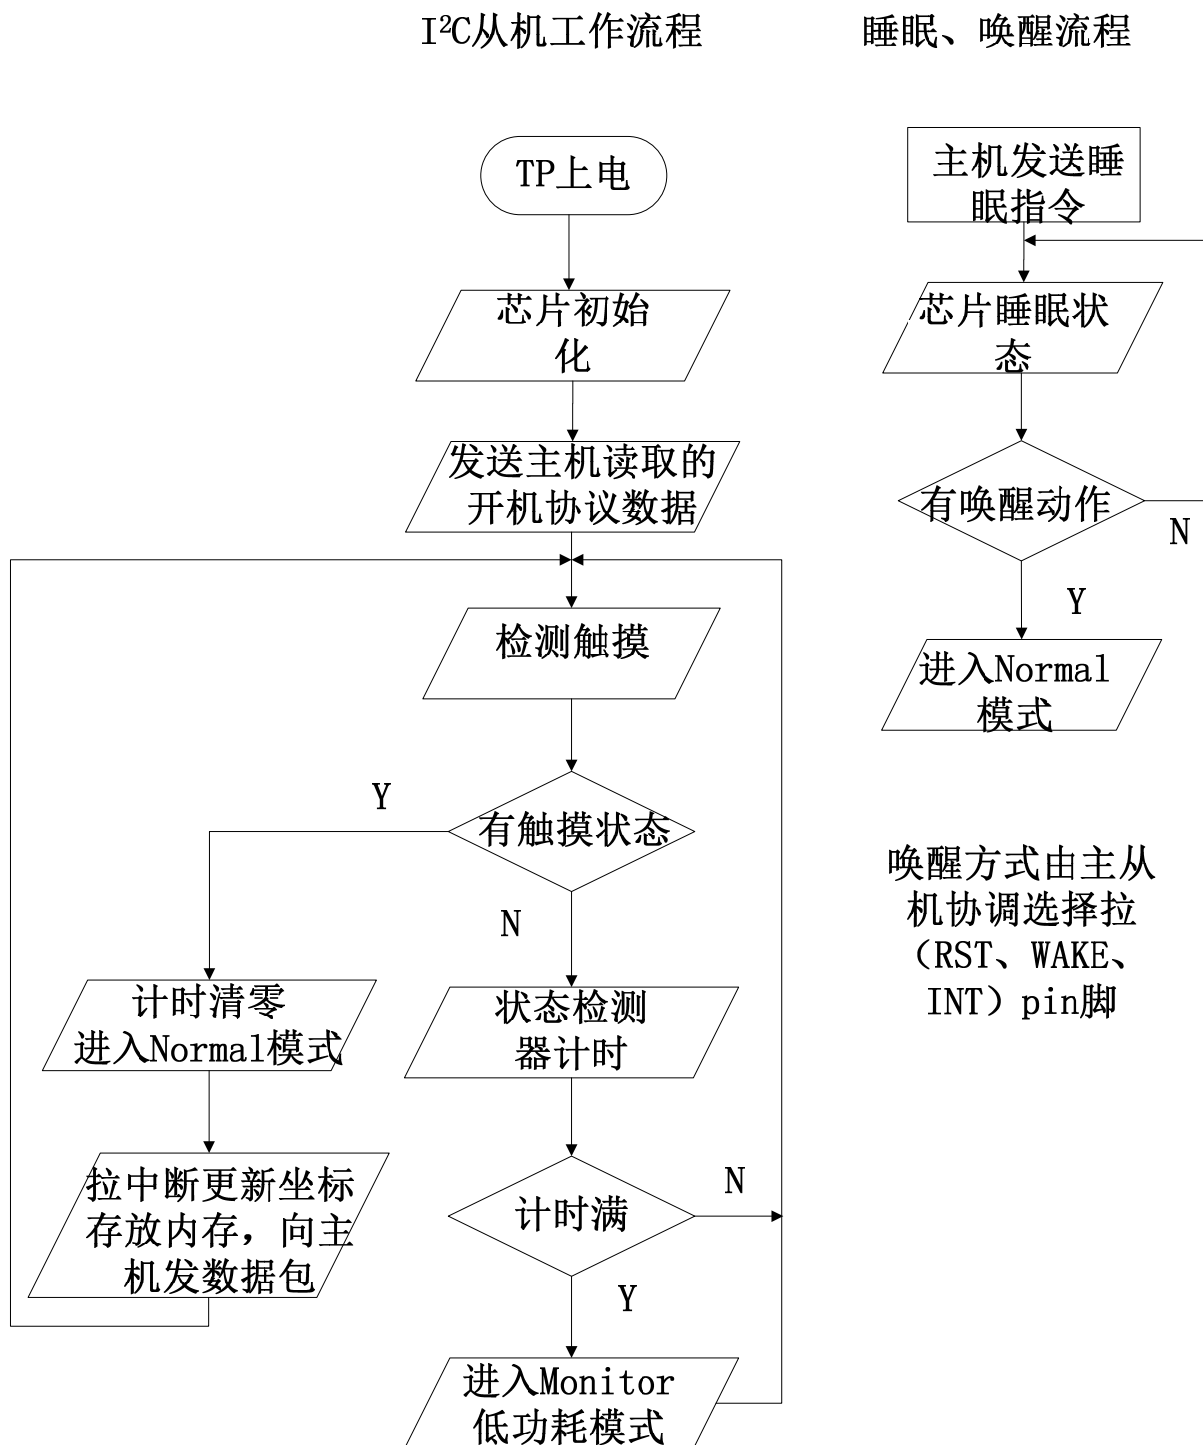 I²C从机工作流程
TP上电
芯片初始
化
发送主机读取的
开机协议数据
检测触摸
有触摸状态
Y
N
计时清零
进入Normal模式
拉中断更新坐标
存放内存，向主
机发数据包
状态检测
器计时
计时满
N
Y
进入Monitor
低功耗模式
睡眠、唤醒流程
主机发送睡
眠指令
芯片睡眠状
态
有唤醒动作
N
Y
进入Normal
模式
唤醒方式由主从
机协调选择拉
（RST、WAKE、
INT）pin脚